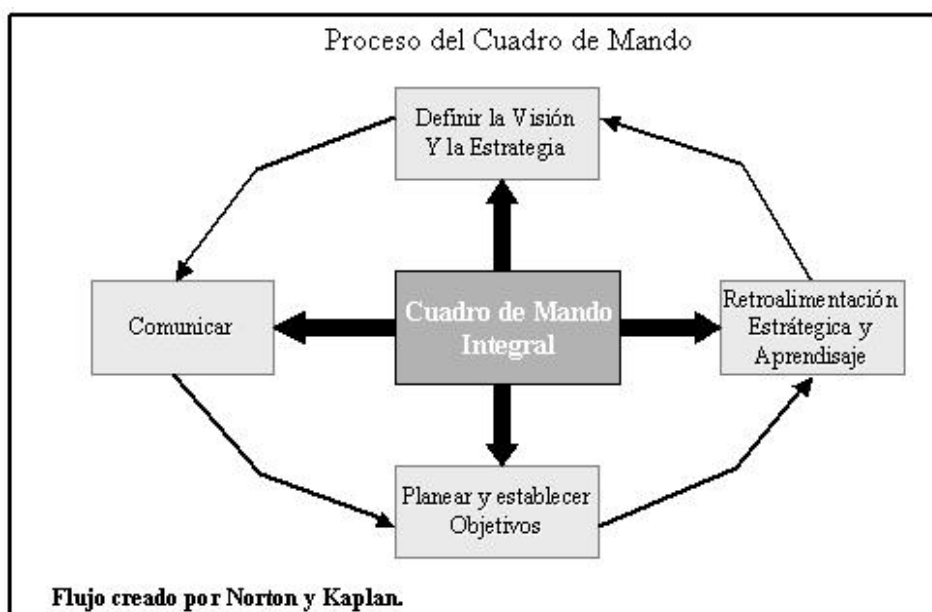 Proceso del Cuadro de Mando
Definir la Visión
Y la Estrategia
Comunicar
Cuadro de Mando
Integral
Retroalimentación
Estrátegica y
Aprendisaje
Planear y establecer
Objetivos
Flujo creado por Norton y Kaplan.